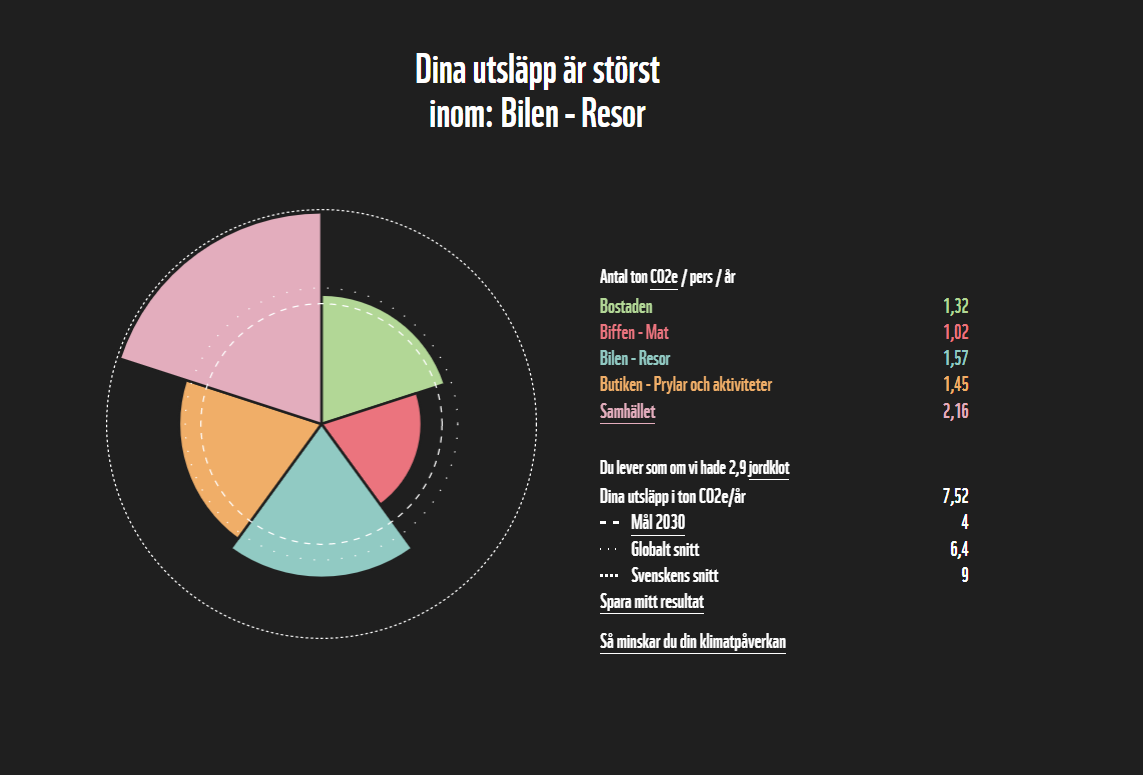 Dina utsläpp är störst
inom: Bilen - Resor
Antal ton CO2e / pers / år
Bostaden 1,32
Biffen - Mat 1,02
Bilen - Resor 1,57
Butiken - Prylar och aktiviteter 1,45
Samhället 2,16
Du lever som om vi hade 2,9 jordklot
Dina utsläpp i ton CO2e/år 7,52
Mål 2030 4
Globalt snitt 6,4
Svenskens snitt 9
Spara mitt resultat
Så minskar du din klimatpåverkan